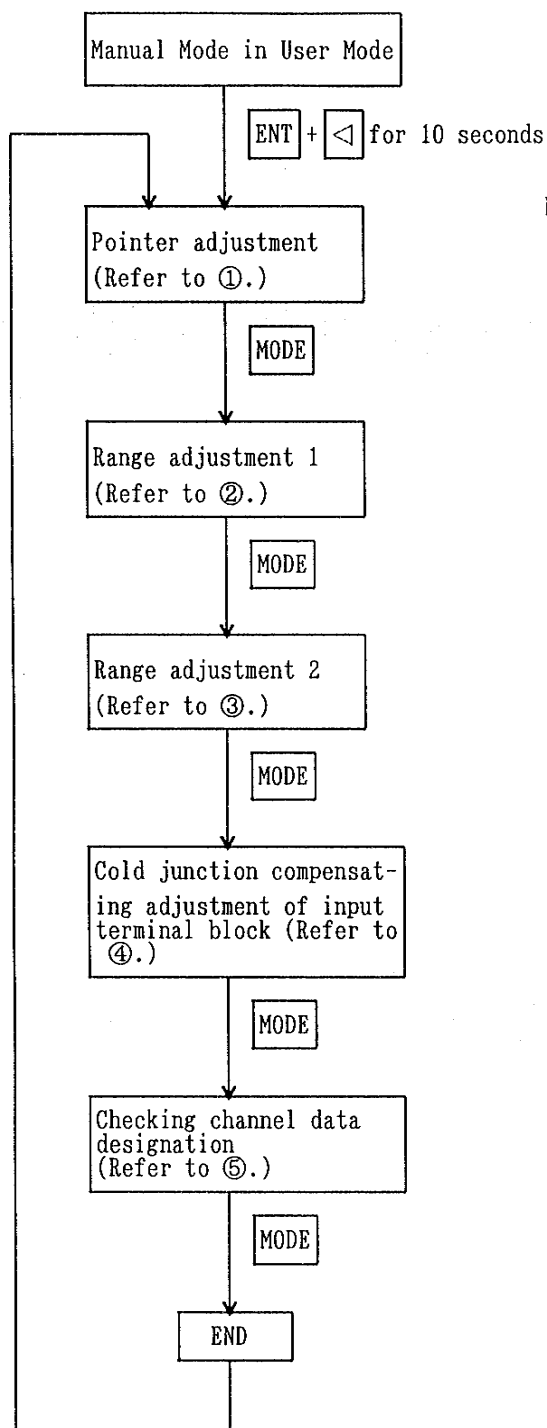 Manual Mode in User Mode
ENT + ◁ for 10 seconds
Pointer adjustment
(Refer to ①.)
MODE
Range adjustment 1
(Refer to ②.)
MODE
Range adjustment 2
(Refer to ③.)
MODE
Cold junction compensat-
ing adjustment of input
terminal block (Refer to
④.)
MODE
Checking channel data
designation
(Refer to ⑤.)
MODE
END